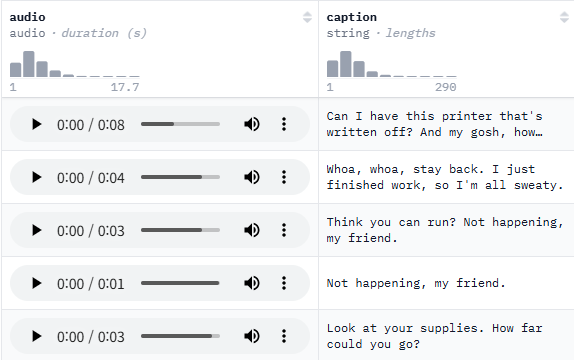 audio
audio · duration (s)
1 17.7
caption
string · lengths
1 290
0:00 / 0:08
Can I have this printer that's
written off? And my gosh, how…
0:00 / 0:04
Whoa, whoa, stay back. I just
finished work, so I'm all sweaty.
0:00 / 0:03
Think you can run? Not happening,
my friend.
0:00 / 0:01
Not happening, my friend.
0:00 / 0:03
Look at your supplies. How far
could you go?